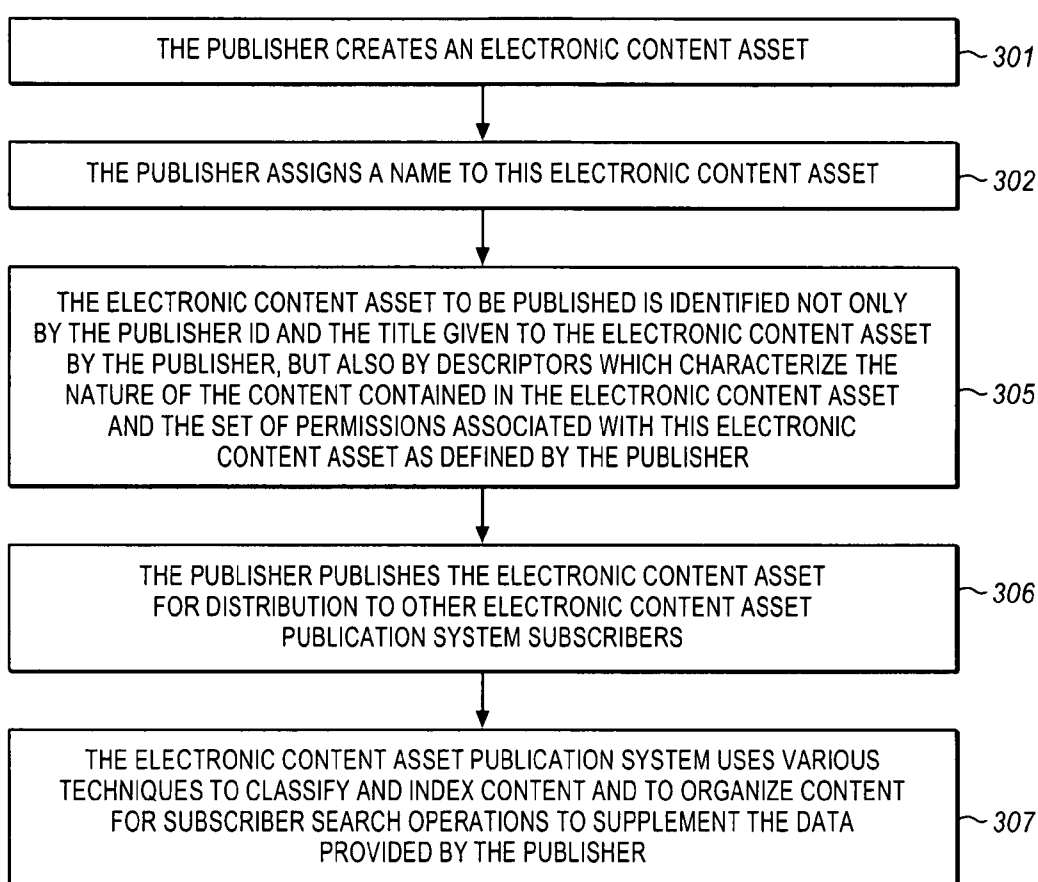 THE PUBLISHER CREATES AN ELECTRONIC CONTENT ASSET
301
THE PUBLISHER ASSIGNS A NAME TO THIS ELECTRONIC CONTENT ASSET
302
THE ELECTRONIC CONTENT ASSET TO BE PUBLISHED IS IDENTIFIED NOT ONLY
BY THE PUBLISHER ID AND THE TITLE GIVEN TO THE ELECTRONIC CONTENT ASSET
BY THE PUBLISHER, BUT ALSO BY DESCRIPTORS WHICH CHARACTERIZE THE
NATURE OF THE CONTENT CONTAINED IN THE ELECTRONIC CONTENT ASSET
AND THE SET OF PERMISSIONS ASSOCIATED WITH THIS ELECTRONIC
CONTENT ASSET AS DEFINED BY THE PUBLISHER
305
THE PUBLISHER PUBLISHES THE ELECTRONIC CONTENT ASSET
FOR DISTRIBUTION TO OTHER ELECTRONIC CONTENT ASSET
PUBLICATION SYSTEM SUBSCRIBERS
306
THE ELECTRONIC CONTENT ASSET PUBLICATION SYSTEM USES VARIOUS
TECHNIQUES TO CLASSIFY AND INDEX CONTENT AND TO ORGANIZE CONTENT
FOR SUBSCRIBER SEARCH OPERATIONS TO SUPPLEMENT THE DATA
PROVIDED BY THE PUBLISHER
307